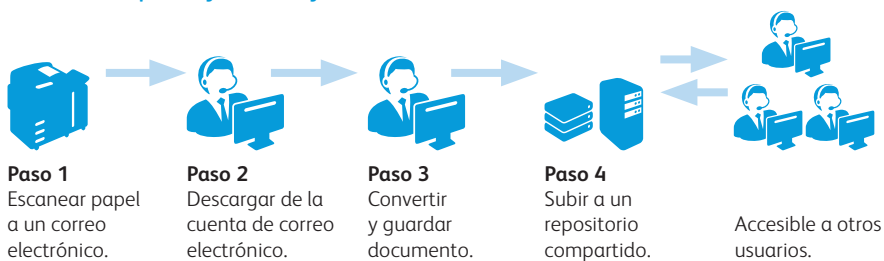 Paso 1
Escanear papel
a un correo
electrónico.
Paso 2
Descargar de la
cuenta de correo
electrónico.
Paso 3
Convertir
y guardar
documento.
Paso 4
Subir a un
repositorio
compartido.
Accesible a otros
usuarios.